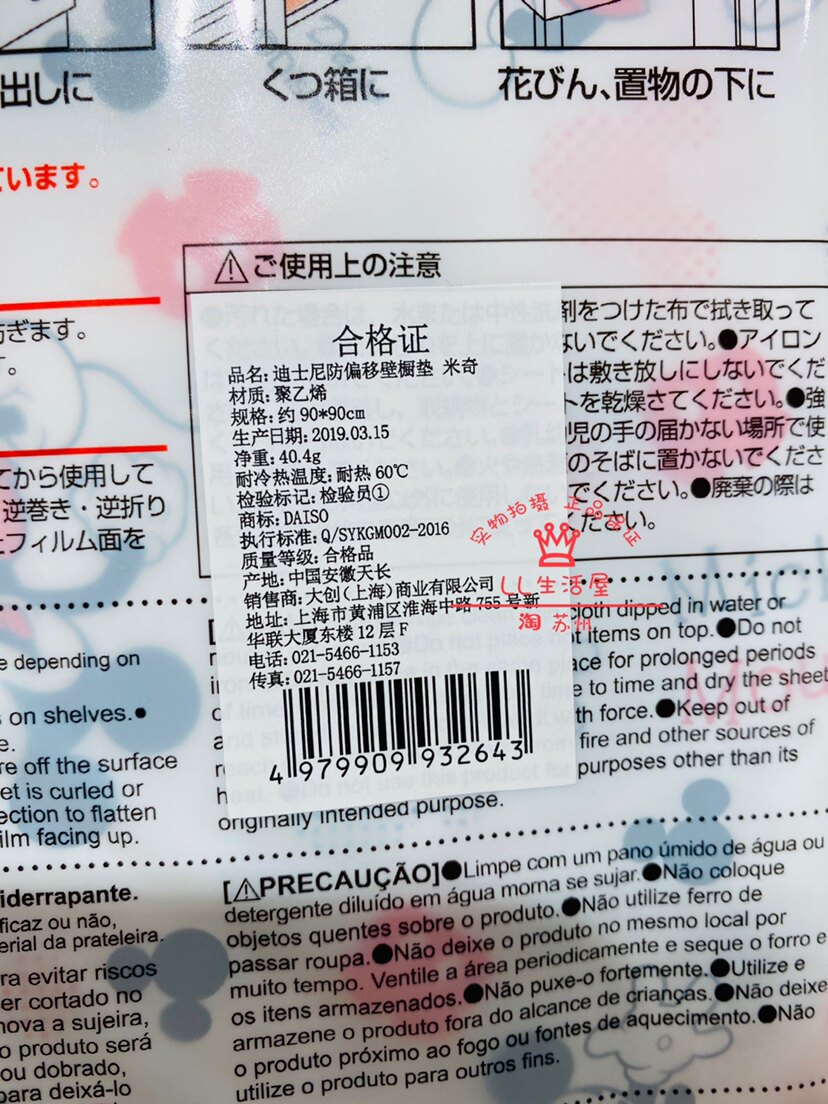 出しに
くつ箱に
花びん、置物の下に
ています。
⚠ご使用上の注意
剤をつけた布で拭き取って
ないでください。●アイロン
は敷き放しにしないでくだ
トを乾燥さてください。●強
児の手の届かない場所で使
のそばに置かないでくださ
でください。●廃棄の際は
ください。
防ぎます。
す。
てから使用して
逆巻き・逆折り
とフィルム面を
合格证
品名: 迪士尼防偏移壁橱垫 米奇
材质: 聚乙烯
规格: 约 90*90cm
生产日期: 2019.03.15
净重: 40.4g
耐冷热温度: 耐热 60℃
检验标记: 检验员①
商标: DAISO
执行标准: Q/SYKGM002-2016
质量等级: 合格品
产地: 中国安徽天长
销售商: 大创(上海)商业有限公司
地址: 上海市黄浦区淮海中路 755 号新
华联大厦东楼 12 层 F
电话: 021-5466-1153
传真: 021-5466-1157
4 979909 932643
实物拍摄 正品保证
LL生活屋
淘 苏州
e depending on
s on shelves.●
e.
re off the surface
et is curled or
ection to flatten
ilm facing up.
cloth dipped in water or
t items on top.●Do not
ace for prolonged periods
e to time and dry the sheet
th force.●Keep out of
fire and other sources of
purposes other than its
originally intended purpose.
iderrapante.
ficaz ou não,
erial da prateleira.
ra evitar riscos
er cortado no
nova a sujeira,
o produto será
ou dobrado,
para deixá-lo
[⚠PRECAUÇÃO]●Limpe com um pano úmido de água ou
detergente diluído em água morna se sujar.●Não coloque
objetos quentes sobre o produto.●Não utilize ferro de
passar roupa.●Não deixe o produto no mesmo local por
muito tempo. Ventile a área periodicamente e seque o forro e
os itens armazenados.●Não puxe-o fortemente.●Utilize e
armazene o produto fora do alcance de crianças.●Não deixe
o produto próximo ao fogo ou fontes de aquecimento.●Não
utilize o produto para outros fins.